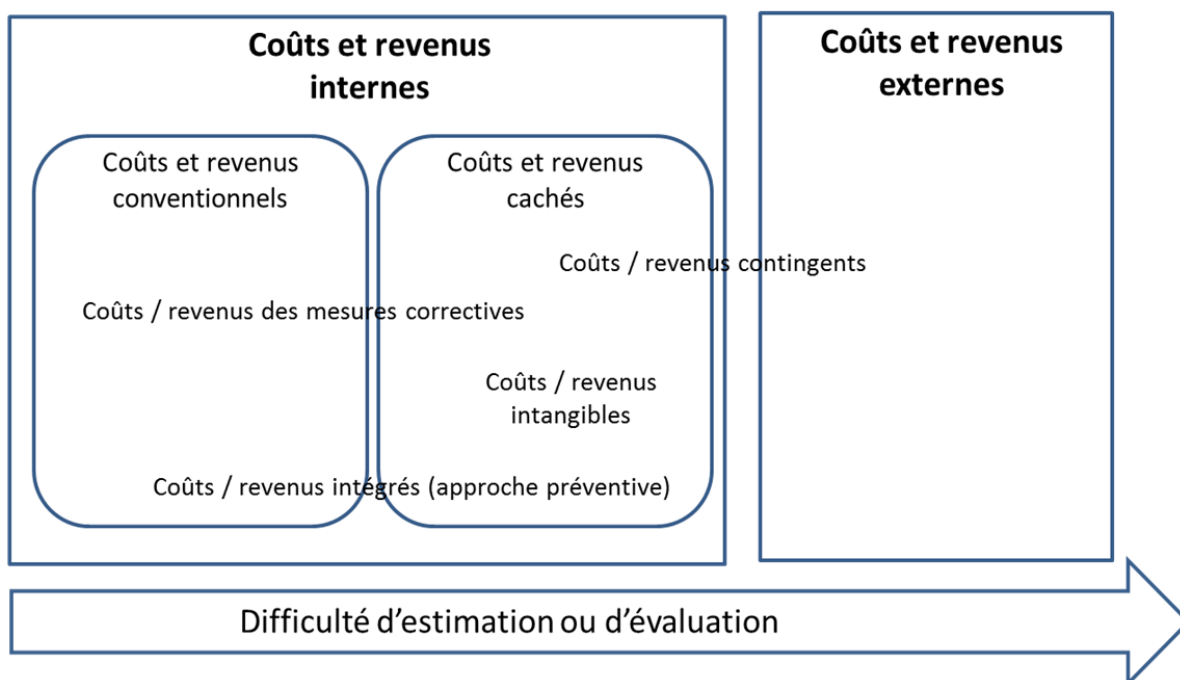 Coûts et revenus
internes
Coûts et revenus
externes
Coûts et revenus
conventionnels
Coûts et revenus
cachés
Coûts / revenus contingents
Coûts / revenus des mesures correctives
Coûts / revenus
intangibles
Coûts / revenus intégrés (approche préventive)
Difficulté d’estimation ou d’évaluation